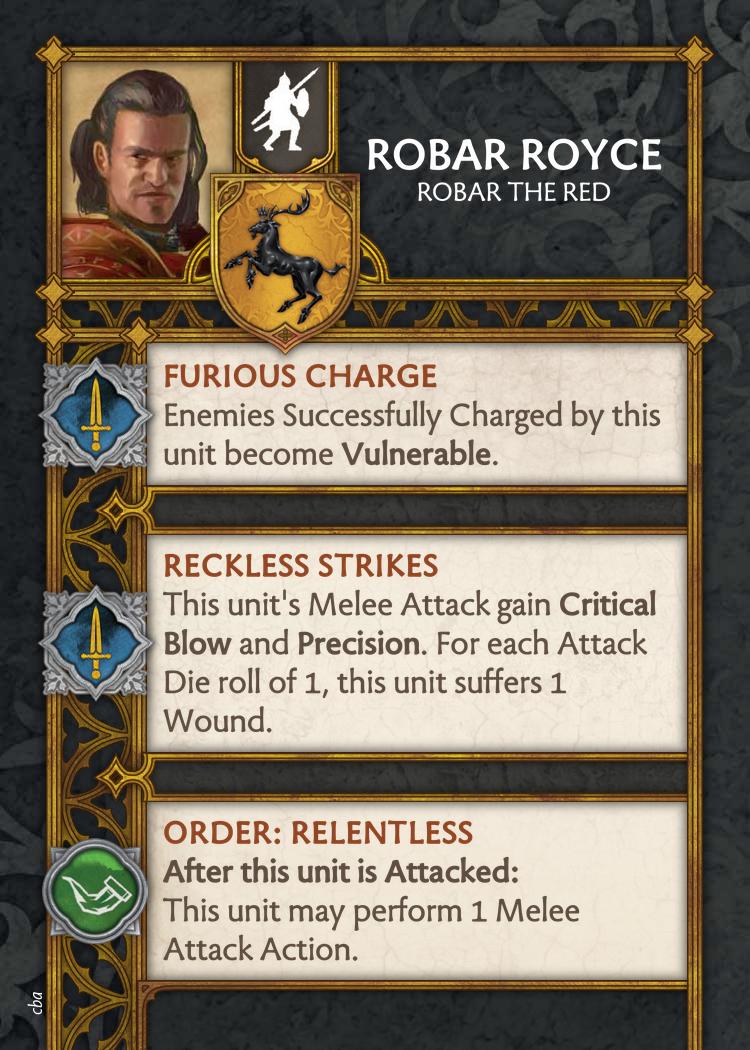 ROBAR ROYCE
ROBAR THE RED
FURIOUS CHARGE
Enemies Successfully Charged by this
unit become Vulnerable.
RECKLESS STRIKES
This unit's Melee Attack gain Critical
Blow and Precision. For each Attack
Die roll of 1, this unit suffers 1
Wound.
ORDER: RELENTLESS
After this unit is Attacked:
This unit may perform 1 Melee
Attack Action.
cba